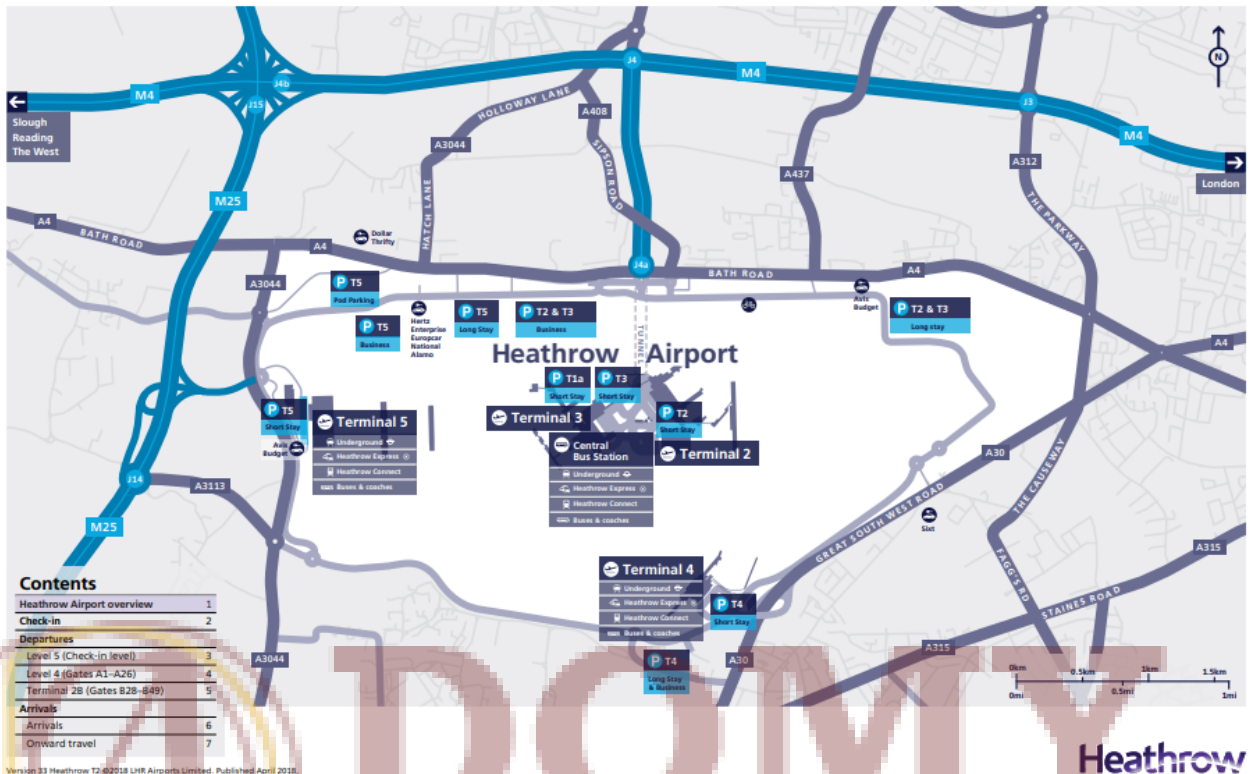 N
J4
M4
M4
J4b
J15
J3
M4
HOLLOWAY LANE
A408
Slough
Reading
The West
A3044
SIPSON ROAD
A312
London
A437
M25
HATCH LANE
THE PARKWAY
A4
BATH ROAD
Dollar
Thrifty
A4
J4a
BATH ROAD
A4
A3044
P T5
Pod Parking
Avis
Budget
Hertz
Enterprise
Europcar
National
Alamo
P T5
Long Stay
P T2 & T3
Business
P T2 & T3
Long stay
P T5
Business
TUNNEL
A4
Heathrow Airport
P T1a
Short Stay
P T3
Short Stay
P T5
Short Stay
Terminal 5
Underground
Heathrow Express
Heathrow Connect
Buses & coaches
Terminal 3
P T2
Short Stay
Avis
Budget
Central
Bus Station
Underground
Heathrow Express
Heathrow Connect
Buses & coaches
Terminal 2
A30
THE CAUSEWAY
J14
A3113
GREAT SOUTH WEST ROAD
Sixt
M25
A315
FAGG'S RD
Terminal 4
Underground
Heathrow Express
Heathrow Connect
Buses & coaches
P T4
Short Stay
STAINES ROAD
A3044
P T4
Long Stay
& Business
A30
A315
0km 0.5km 1km 1.5km
0mi 0.5mi 1mi
Contents
Heathrow Airport overview 1
Check-in 2
Departures
Level 5 (Check-in level) 3
Level 4 (Gates A1–A26) 4
Terminal 2B (Gates B28–B49) 5
Arrivals
Arrivals 6
Onward travel 7
Version 33 Heathrow T2 ©2018 LHR Airports Limited. Published April 2018.
Heathrow
DOMY